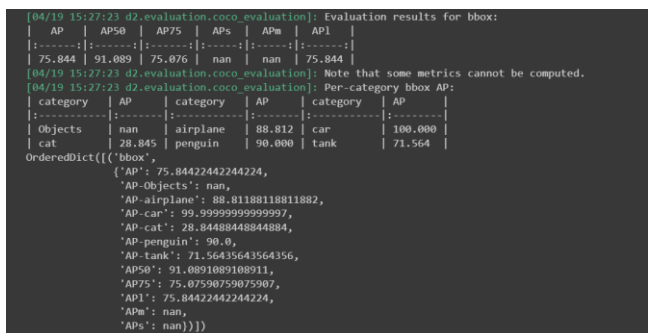 [04/19 15:27:23 d2.evaluation.coco_evaluation]: Evaluation results for bbox:
| AP | AP50 | AP75 | APs | APm | APl |
|:------:|:------:|:------:|:-----:|:-----:|:------:|
| 75.844 | 91.089 | 75.076 | nan | nan | 75.844 |
[04/19 15:27:23 d2.evaluation.coco_evaluation]: Note that some metrics cannot be computed.
[04/19 15:27:23 d2.evaluation.coco_evaluation]: Per-category bbox AP:
| category | AP | category | AP | category | AP |
|:-----------|:-------|:-----------|:-------|:-----------|:--------|
| Objects | nan | airplane | 88.812 | car | 100.000 |
| cat | 28.845 | penguin | 90.000 | tank | 71.564 |
OrderedDict([('bbox',
{'AP': 75.84422442244224,
'AP-Objects': nan,
'AP-airplane': 88.81188118811882,
'AP-car': 99.99999999999997,
'AP-cat': 28.84488448844884,
'AP-penguin': 90.0,
'AP-tank': 71.56435643564356,
'AP50': 91.0891089108911,
'AP75': 75.07590759075907,
'APl': 75.84422442244224,
'APm': nan,
'APs': nan})])